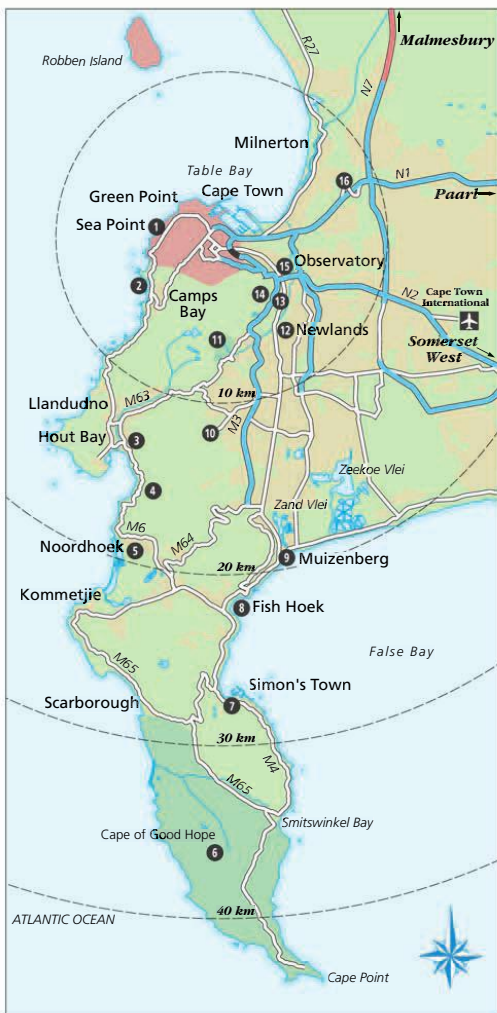 Malmesbury
Robben Island
R27
N7
Milnerton
Table Bay
16
N1
Green Point
Cape Town
Paarl
Sea Point
1
15
Observatory
2
14
13
N2
Cape Town
International
Camps
Bay
12
Newlands
11
Somerset
West
Llandudno
M63
10 km
Hout Bay
3
10
M3
Zeekoe Vlei
4
Zand Vlei
M6
M64
Noordhoek
5
9
Muizenberg
20 km
Kommetjie
8
Fish Hoek
False Bay
M65
Simon's Town
Scarborough
7
30 km
M4
M65
Smitswinkel Bay
Cape of Good Hope
6
40 km
ATLANTIC OCEAN
Cape Point